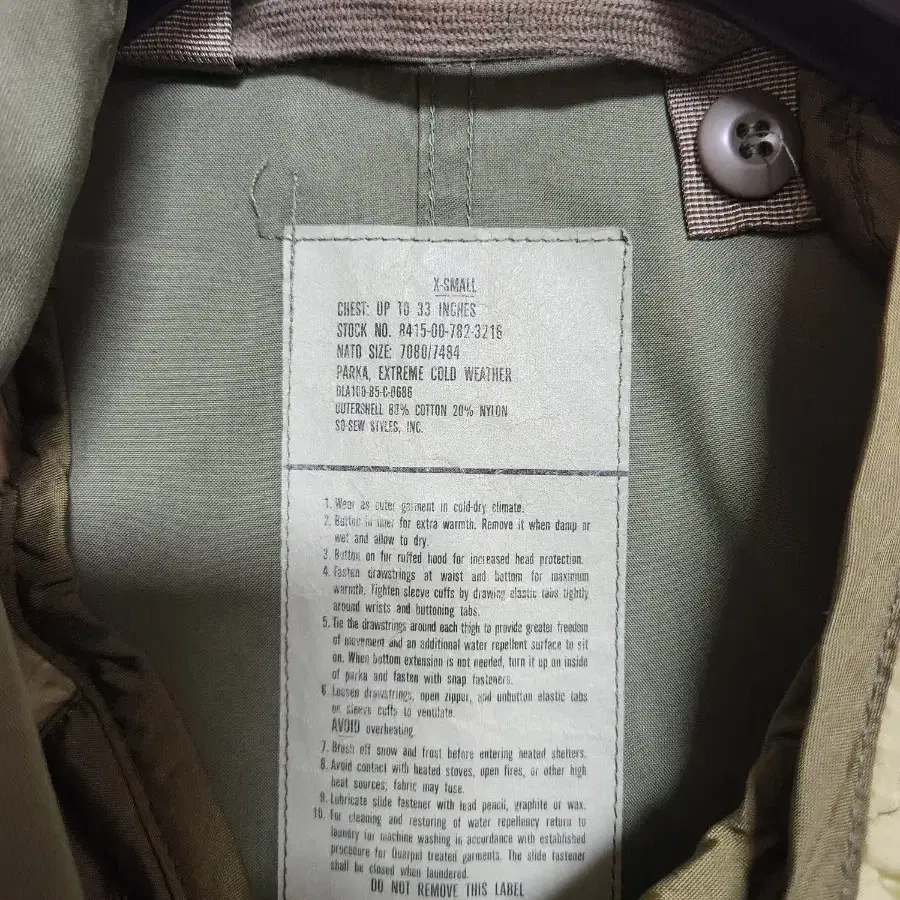 X-SMALL
CHEST: UP TO 33 INCHES
STOCK NO. 8415-00-782-3216
NATO SIZE: 7080/7484
PARKA, EXTREME COLD WEATHER
DLA100-85-C-0686
OUTERSHELL 80% COTTON 20% NYLON
SO-SEW STYLES, INC.
1. Wear as outer garment in cold-dry climate.
2. Button in liner for extra warmth. Remove it when damp or
wet and allow to dry.
3. Button on fur ruffed hood for increased head protection.
4. Fasten drawstrings at waist and bottom for maximum
warmth. Tighten sleeve cuffs by drawing elastic tabs tightly
around wrists and buttoning tabs.
5. Tie the drawstrings around each thigh to provide greater freedom
of movement and an additional water repellent surface to sit
on. When bottom extension is not needed, turn it up on inside
of parka and fasten with snap fasteners.
6. Loosen drawstrings, open zipper, and unbutton elastic tabs
on sleeve cuffs to ventilate.
AVOID overheating.
7. Brush off snow and frost before entering heated shelters.
8. Avoid contact with heated stoves, open fires, or other high
heat sources; fabric may fuse.
9. Lubricate slide fastener with lead pencil, graphite or wax.
10. For cleaning and restoring of water repellency return to
laundry for machine washing in accordance with established
procedure for Quarpel treated garments. The slide fastener
shall be closed when laundered.
DO NOT REMOVE THIS LABEL